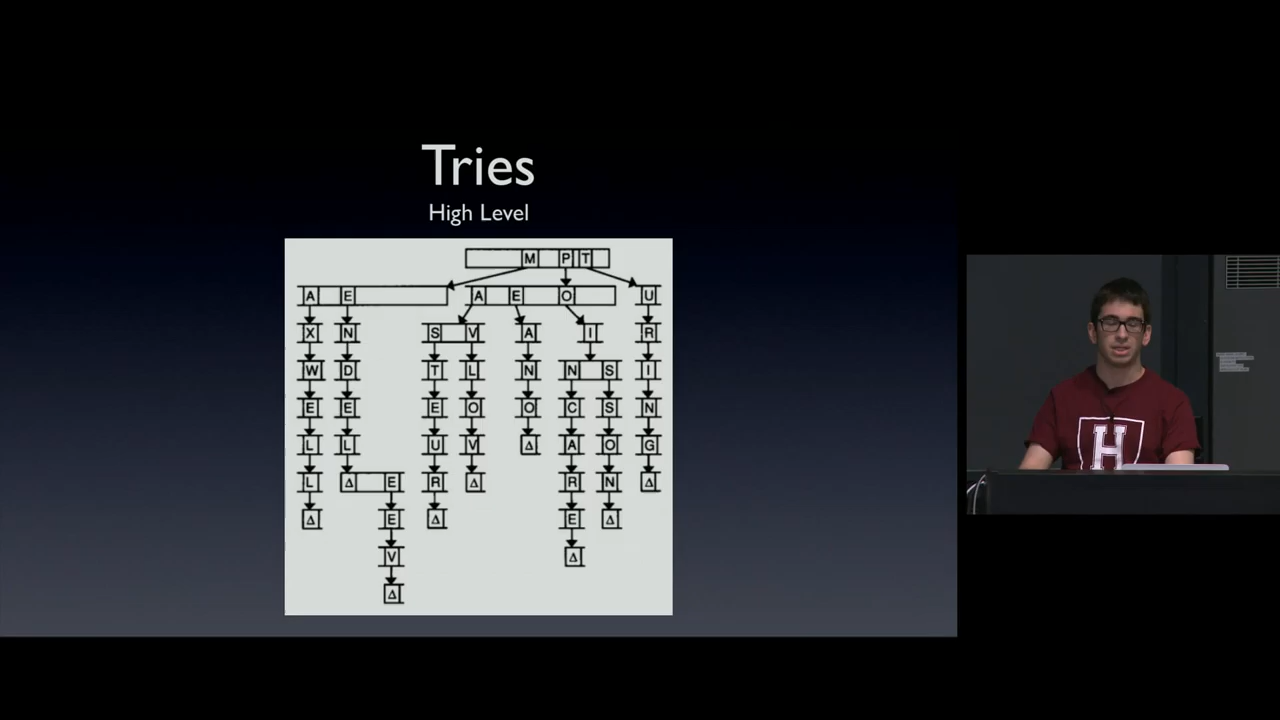 Tries
High Level
M P T
A E A E O U
X N S V A I R
W D T L N N S I
E E E O O C S N
L L U V Δ A O G
L Δ E R Δ R N Δ
Δ E Δ E Δ
V Δ
Δ
H